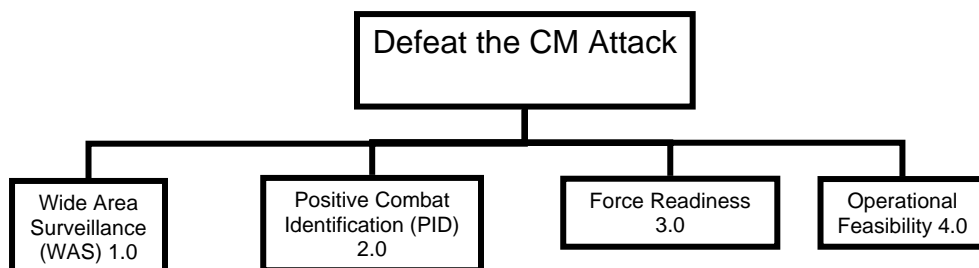 Defeat the CM Attack
Wide Area
Surveillance
(WAS) 1.0
Positive Combat
Identification (PID)
2.0
Force Readiness
3.0
Operational
Feasibility 4.0